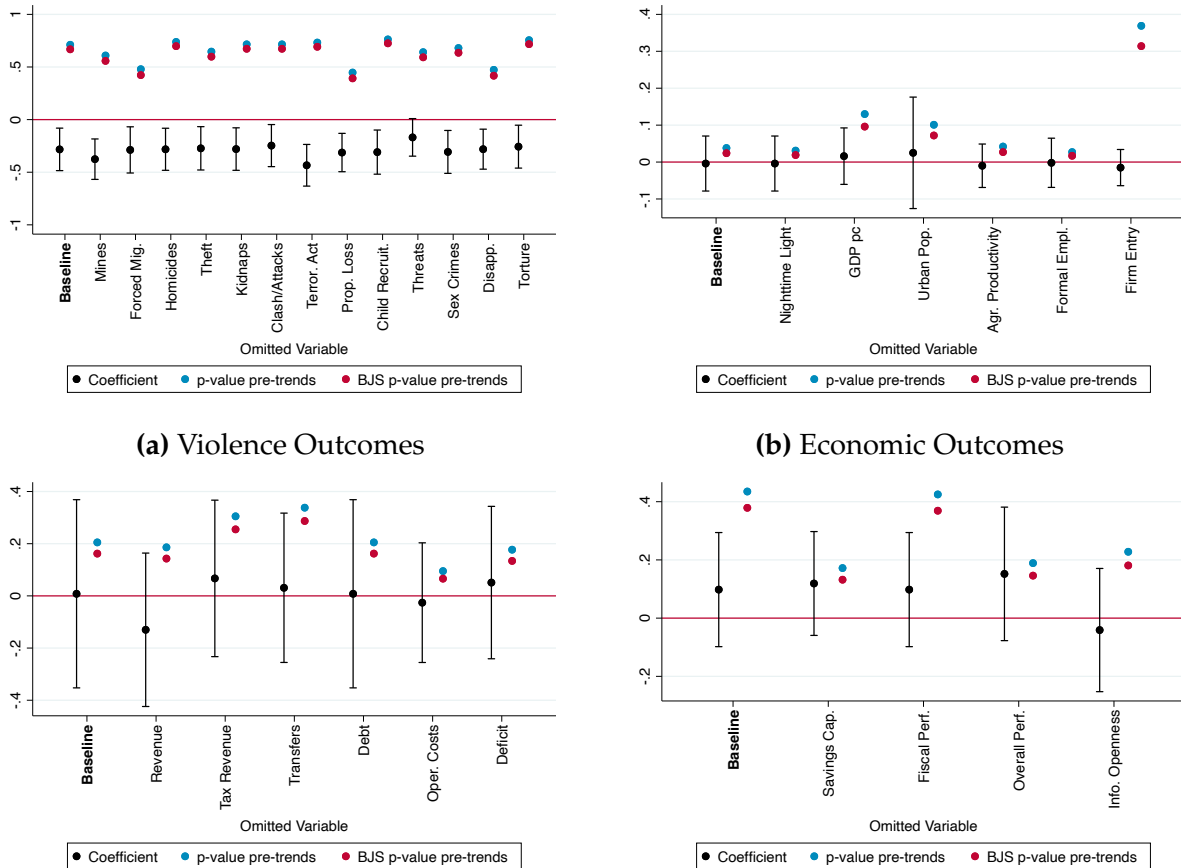 1
.5
0
-.5
-1
Baseline
Mines
Forced Mig.
Homicides
Theft
Kidnaps
Clash/Attacks
Terror. Act
Prop. Loss
Child Recruit.
Threats
Sex Crimes
Disapp.
Torture
Omitted Variable
Coefficient p-value pre-trends BJS p-value pre-trends
(a) Violence Outcomes
.4
.3
.2
.1
0
-.1
Baseline
Nighttime Light
GDP pc
Urban Pop.
Agr. Productivity
Formal Empl.
Firm Entry
Omitted Variable
Coefficient p-value pre-trends BJS p-value pre-trends
(b) Economic Outcomes
.4
.2
0
-.2
-.4
Baseline
Revenue
Tax Revenue
Transfers
Debt
Oper. Costs
Deficit
Omitted Variable
Coefficient p-value pre-trends BJS p-value pre-trends
.4
.2
0
-.2
Baseline
Savings Cap.
Fiscal Perf.
Overall Perf.
Info. Openness
Omitted Variable
Coefficient p-value pre-trends BJS p-value pre-trends